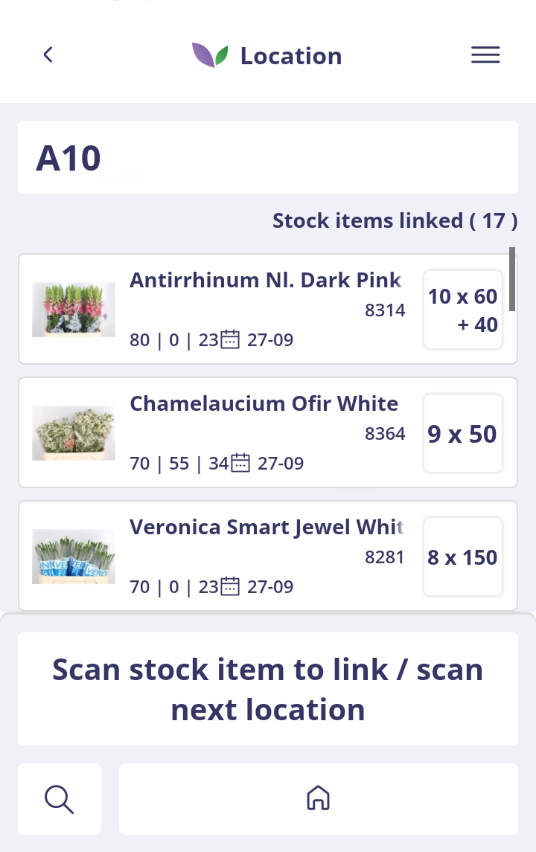 Location
A10
Stock items linked ( 17 )
Antirrhinum Nl. Dark Pink
8314
10 x 60
+ 40
80 | 0 | 23 27-09
Chamelaucium Ofir White
8364
9 x 50
70 | 55 | 34 27-09
Veronica Smart Jewel Whit
8281
8 x 150
70 | 0 | 23 27-09
Scan stock item to link / scan
next location